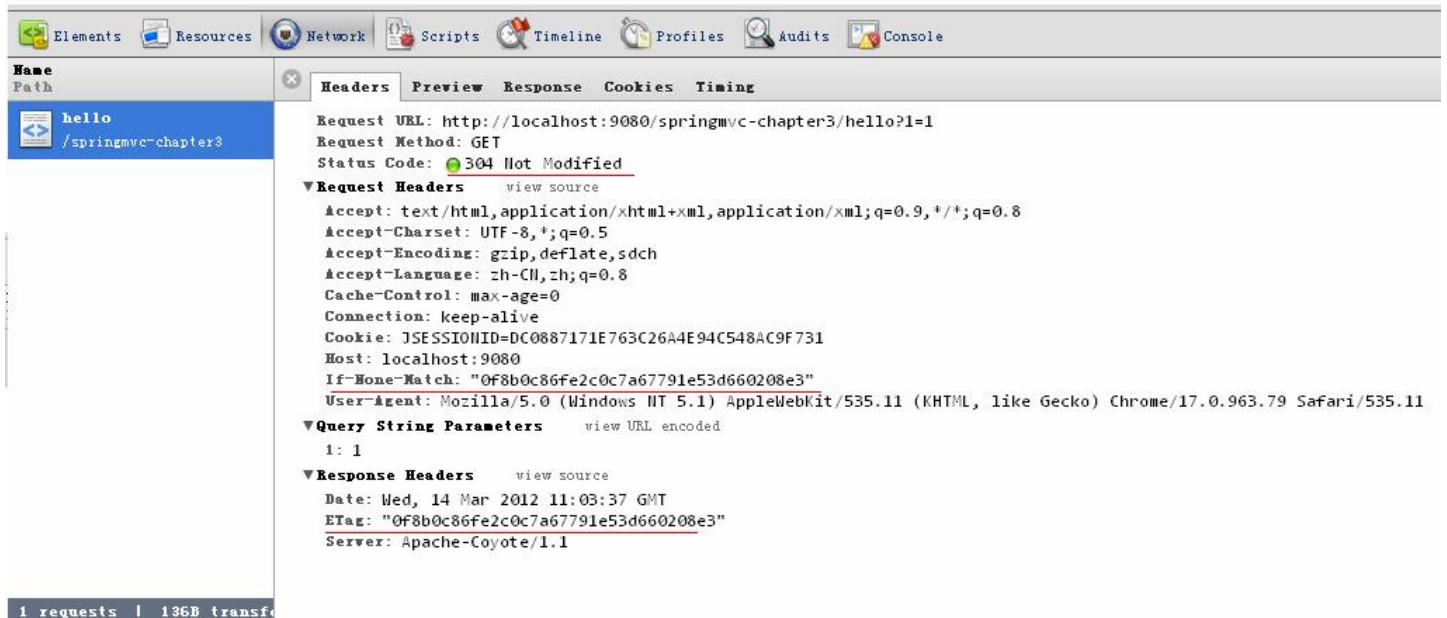 Elements Resources Network Scripts Timeline Profiles Audits Console
Name
Path
hello
/springmvc-chapter3
Headers Preview Response Cookies Timing
Request URL: http://localhost:9080/springmvc-chapter3/hello?1=1
Request Method: GET
Status Code: 304 Not Modified
▼Request Headers view source
Accept: text/html,application/xhtml+xml,application/xml;q=0.9,*/*;q=0.8
Accept-Charset: UTF-8,*;q=0.5
Accept-Encoding: gzip,deflate,sdch
Accept-Language: zh-CN,zh;q=0.8
Cache-Control: max-age=0
Connection: keep-alive
Cookie: JSESSIONID=DC0887171E763C26A4E94C548AC9F731
Host: localhost:9080
If-None-Match: "0f8b0c86fe2c0c7a67791e53d660208e3"
User-Agent: Mozilla/5.0 (Windows NT 5.1) AppleWebKit/535.11 (KHTML, like Gecko) Chrome/17.0.963.79 Safari/535.11
▼Query String Parameters view URL encoded
1: 1
▼Response Headers view source
Date: Wed, 14 Mar 2012 11:03:37 GMT
ETag: "0f8b0c86fe2c0c7a67791e53d660208e3"
Server: Apache-Coyote/1.1
1 requests | 136B transfe